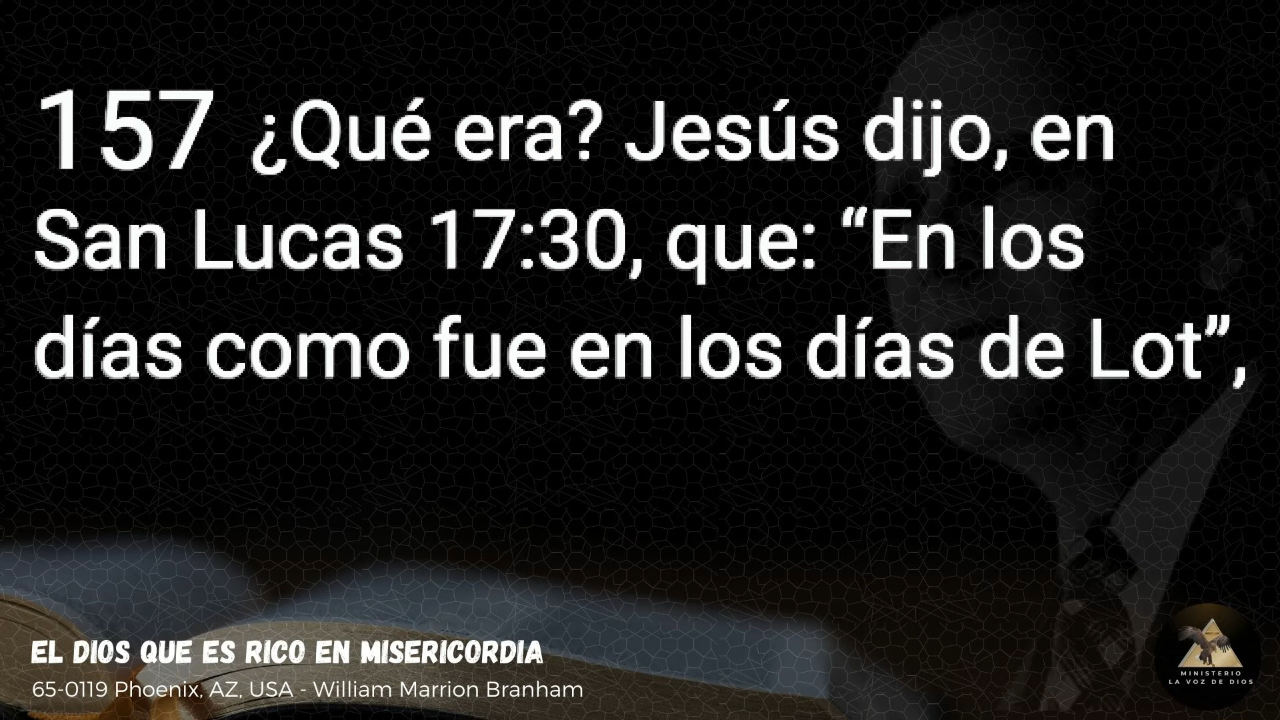 157 ¿Qué era? Jesús dijo, en
San Lucas 17:30, que: “En los
días como fue en los días de Lot”,
EL DIOS QUE ES RICO EN MISERICORDIA
65-0119 Phoenix, AZ, USA - William Marrion Branham
MINISTERIO
LA VOZ DE DIOS